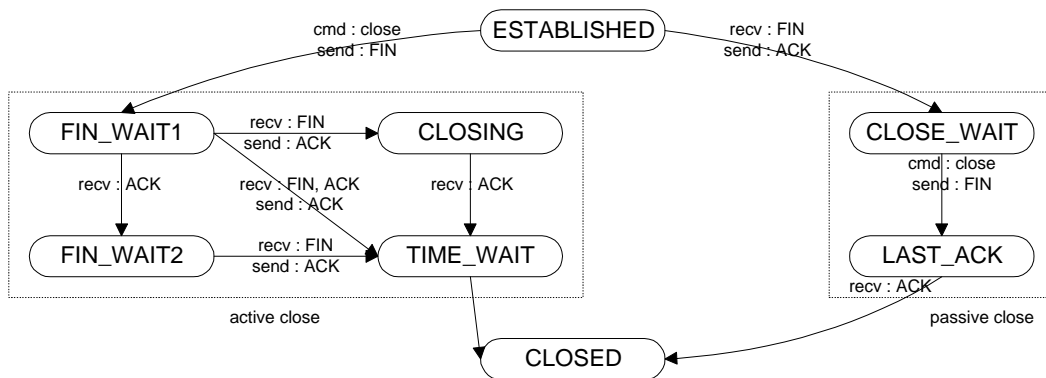 ESTABLISHED
cmd : close
send : FIN
recv : FIN
send : ACK
FIN_WAIT1
recv : FIN
send : ACK
CLOSING
CLOSE_WAIT
recv : ACK
recv : FIN, ACK
send : ACK
recv : ACK
cmd : close
send : FIN
FIN_WAIT2
recv : FIN
send : ACK
TIME_WAIT
LAST_ACK
recv : ACK
active close
passive close
CLOSED